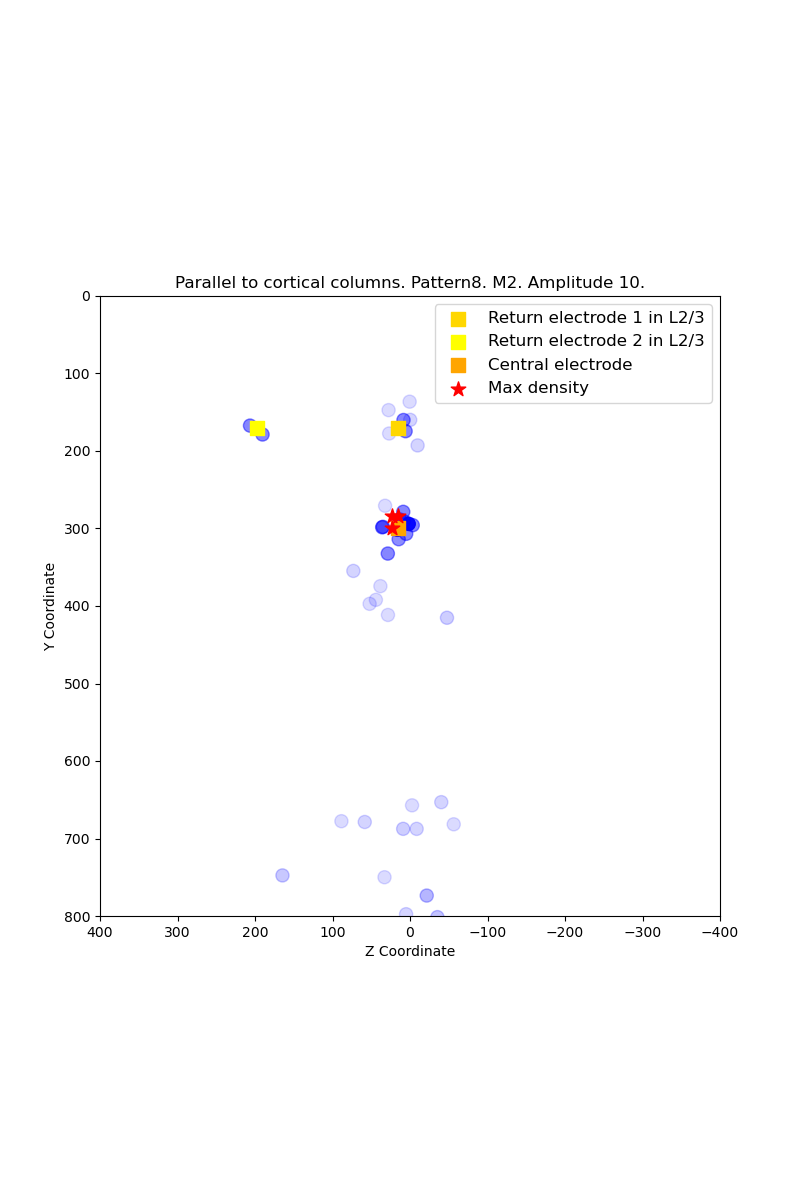 Parallel to cortical columns. Pattern8. M2. Amplitude 10.
Return electrode 1 in L2/3
Return electrode 2 in L2/3
Central electrode
Max density
Y Coordinate
0
100
200
300
400
500
600
700
800
400
300
200
100
0
−100
−200
−300
−400
Z Coordinate